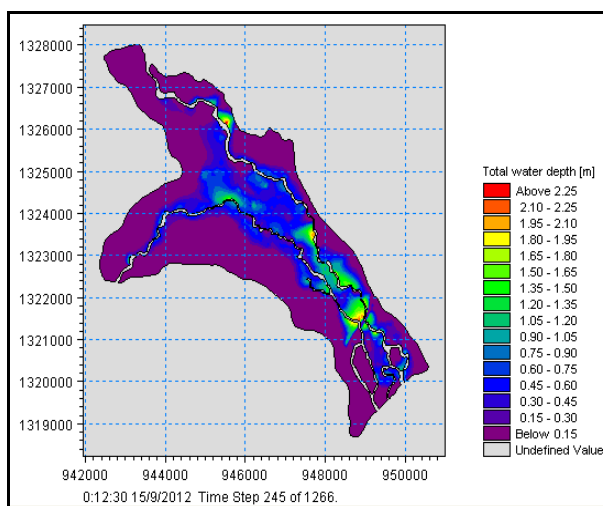 1328000
1327000
1326000
1325000
1324000
1323000
1322000
1321000
1320000
1319000
942000 944000 946000 948000 950000
0:12:30 15/9/2012 Time Step 245 of 1266.
Total water depth [m]
Above 2.25
2.10 - 2.25
1.95 - 2.10
1.80 - 1.95
1.65 - 1.80
1.50 - 1.65
1.35 - 1.50
1.20 - 1.35
1.05 - 1.20
0.90 - 1.05
0.75 - 0.90
0.60 - 0.75
0.45 - 0.60
0.30 - 0.45
0.15 - 0.30
Below 0.15
Undefined Value